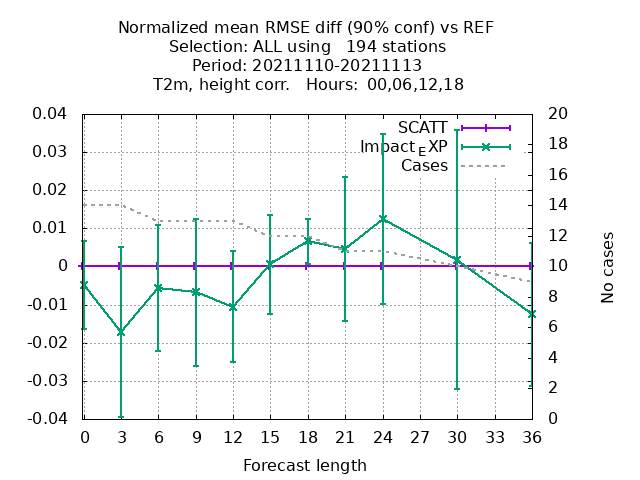 Normalized mean RMSE diff (90% conf) vs REF
Selection: ALL using   194 stations
Period: 20211110-20211113
T2m, height corr.   Hours: 00,06,12,18
SCATT
Impact_EXP
Cases
0.04
0.03
0.02
0.01
0
-0.01
-0.02
-0.03
-0.04
20
18
16
14
12
10
8
6
4
2
0
No cases
0 3 6 9 12 15 18 21 24 27 30 33 36
Forecast length